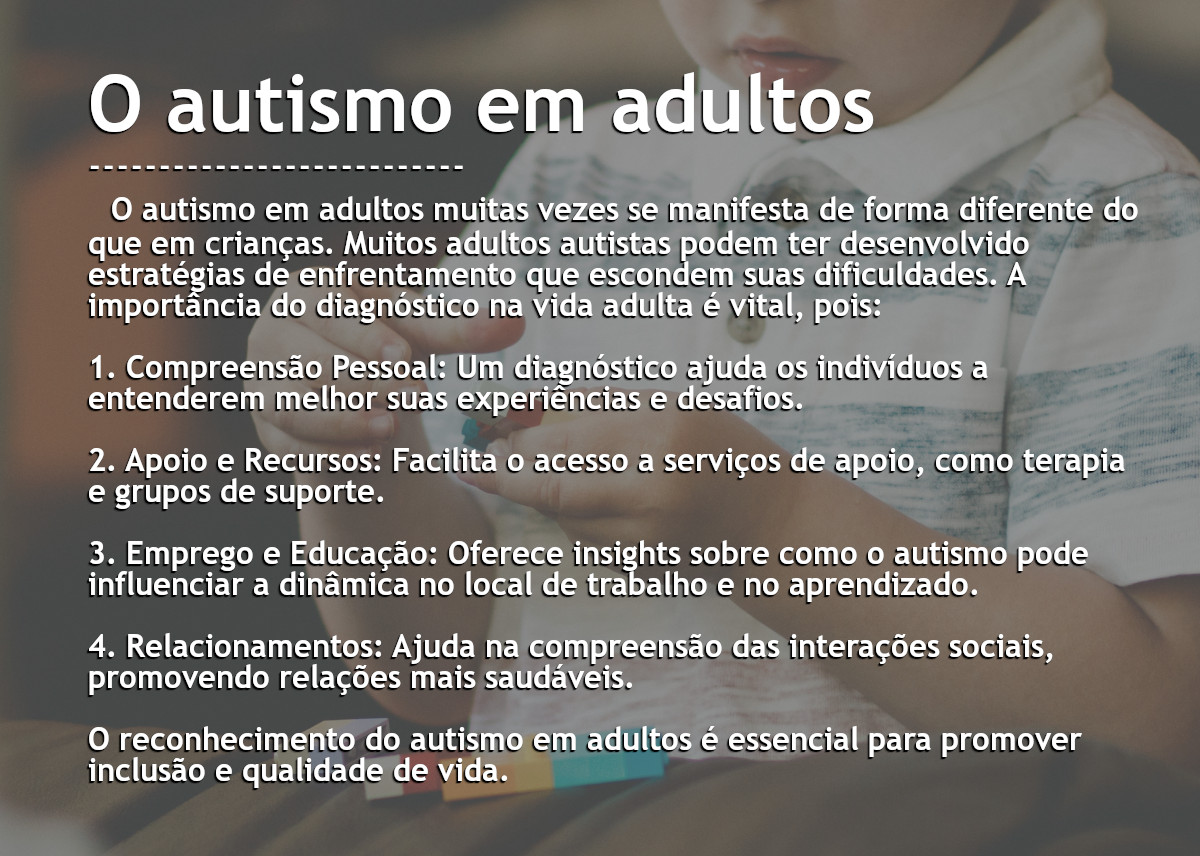 O autismo em adultos
---------------------------
O autismo em adultos muitas vezes se manifesta de forma diferente do
que em crianças. Muitos adultos autistas podem ter desenvolvido
estratégias de enfrentamento que escondem suas dificuldades. A
importância do diagnóstico na vida adulta é vital, pois:
1. Compreensão Pessoal: Um diagnóstico ajuda os indivíduos a
entenderem melhor suas experiências e desafios.
2. Apoio e Recursos: Facilita o acesso a serviços de apoio, como terapia
e grupos de suporte.
3. Emprego e Educação: Oferece insights sobre como o autismo pode
influenciar a dinâmica no local de trabalho e no aprendizado.
4. Relacionamentos: Ajuda na compreensão das interações sociais,
promovendo relações mais saudáveis.
O reconhecimento do autismo em adultos é essencial para promover
inclusão e qualidade de vida.